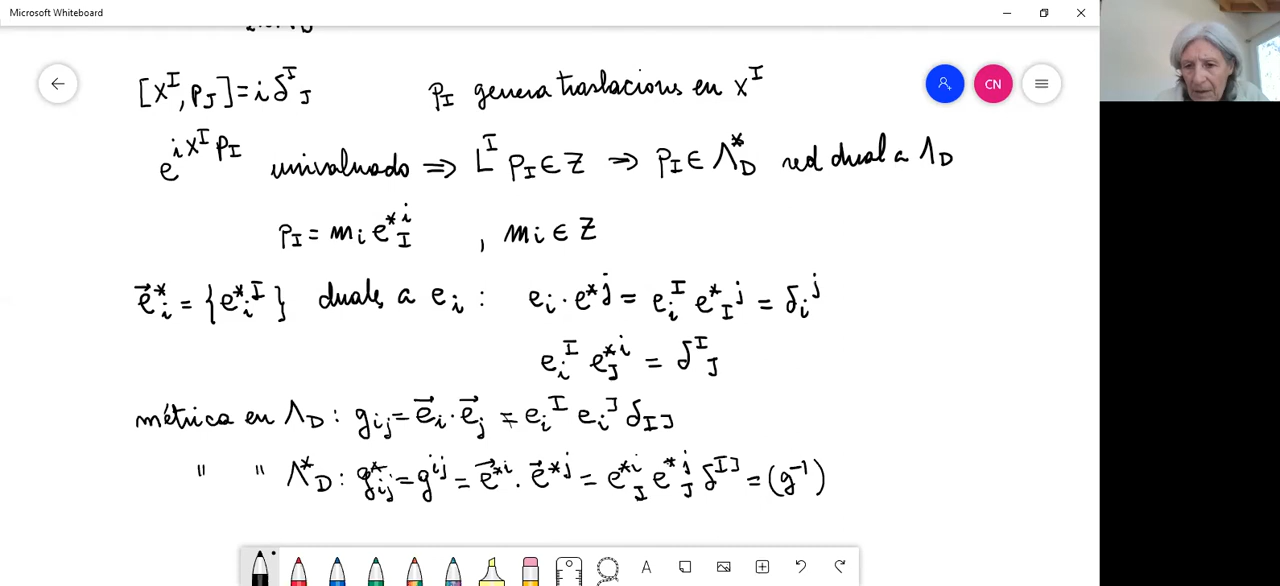 Microsoft Whiteboard
[x^I, p_J] = i δ^I_J    p_I genera traslacions en x^I
e^{i x^I p_I} univaluado ⇒ L^I p_I ∈ Z ⇒ p_I ∈ Λ*_D red dual a Λ_D
p_I = m_i e*^i_I , m_i ∈ Z
e⃗*_i = {e*_i^I} duales a e_i : e_i · e*^j = e_i^I e*_I^j = δ_i^j
e_i^I e*_J^i = δ^I_J
métrica en Λ_D : g_ij = e⃗_i · e⃗_j = e_i^I e_i^J δ_IJ
" " Λ*_D : g*_ij = g^ij = e⃗*^i · e⃗*^j = e*^i_I e*^j_J δ^IJ = (g^-1)
CN
A